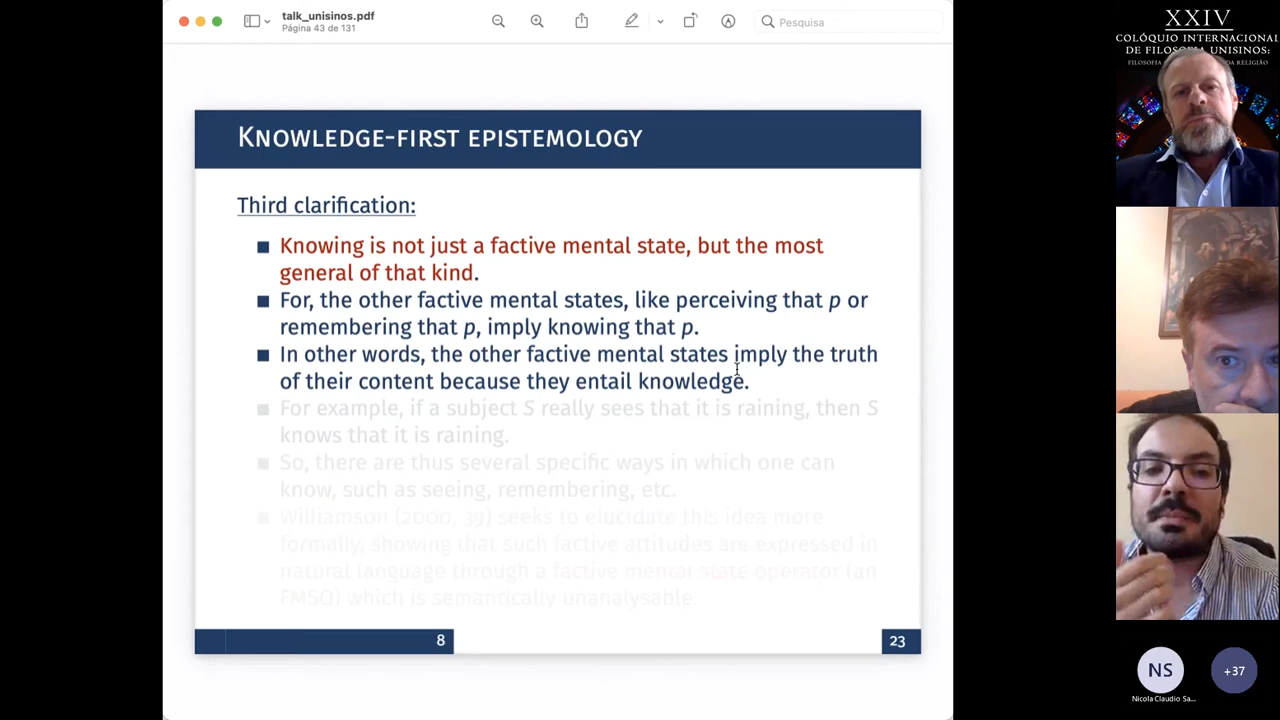 talk_unisinos.pdf
Página 43 de 131
Pesquisa
KNOWLEDGE-FIRST EPISTEMOLOGY
Third clarification:
Knowing is not just a factive mental state, but the most
general of that kind.
For, the other factive mental states, like perceiving that p or
remembering that p, imply knowing that p.
In other words, the other factive mental states imply the truth
of their content because they entail knowledge.
For example, if a subject S really sees that it is raining, then S
knows that it is raining.
So, there are thus several specific ways in which one can
know, such as seeing, remembering, etc.
Williamson (2000, 39) seeks to elucidate this idea more
formally, showing that such factive attitudes are expressed in
natural language through a factive mental state operator (an
FMSO) which is semantically unanalysable.
8
23
XXIV
COLÓQUIO INTERNACIONAL
DE FILOSOFIA UNISINOS:
FILOSOFIA DA RELIGIÃO
NS
Nicola Claudio Sa...
+37